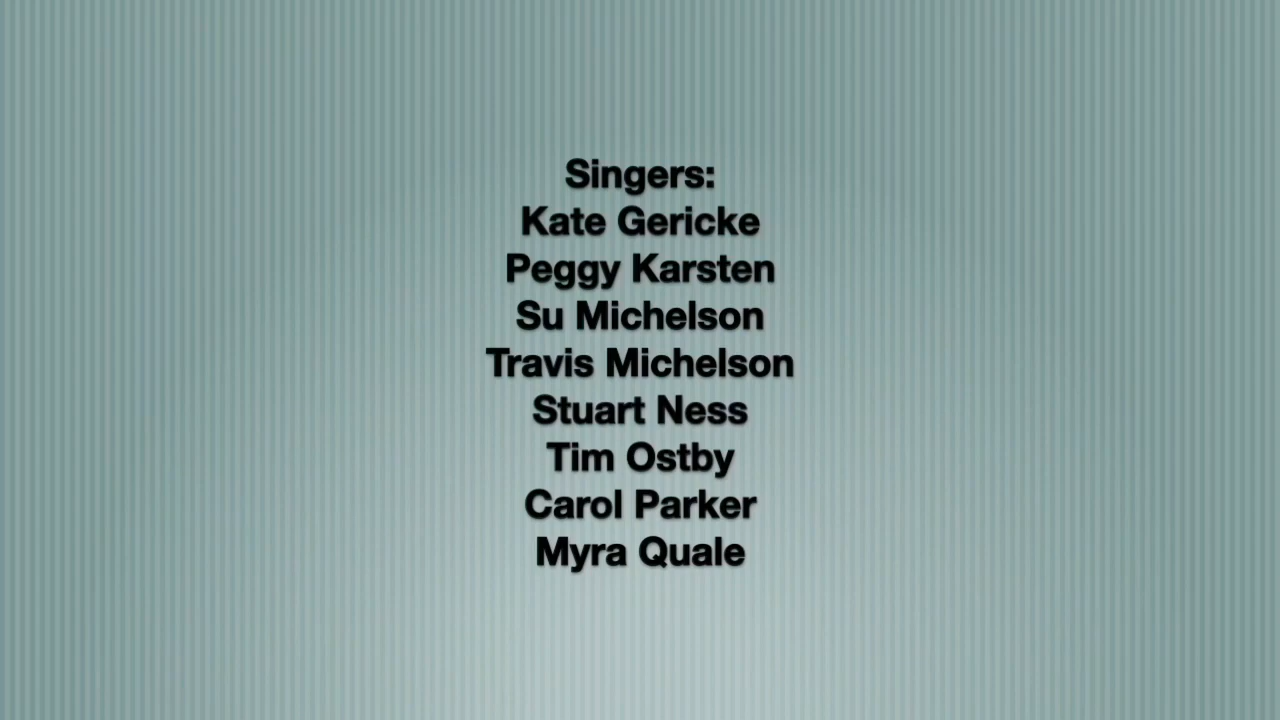 Singers:
Kate Gericke
Peggy Karsten
Su Michelson
Travis Michelson
Stuart Ness
Tim Ostby
Carol Parker
Myra Quale